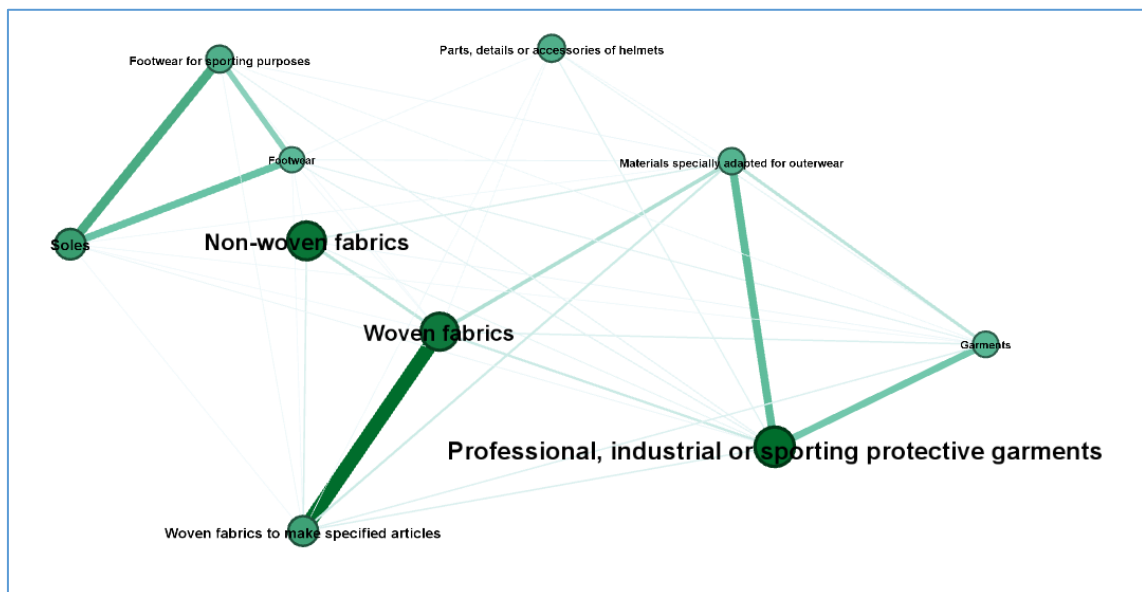 Parts, details or accessories of helmets
Footwear for sporting purposes
Footwear
Materials specially adapted for outerwear
Soles
Non-woven fabrics
Woven fabrics
Garments
Professional, industrial or sporting protective garments
Woven fabrics to make specified articles